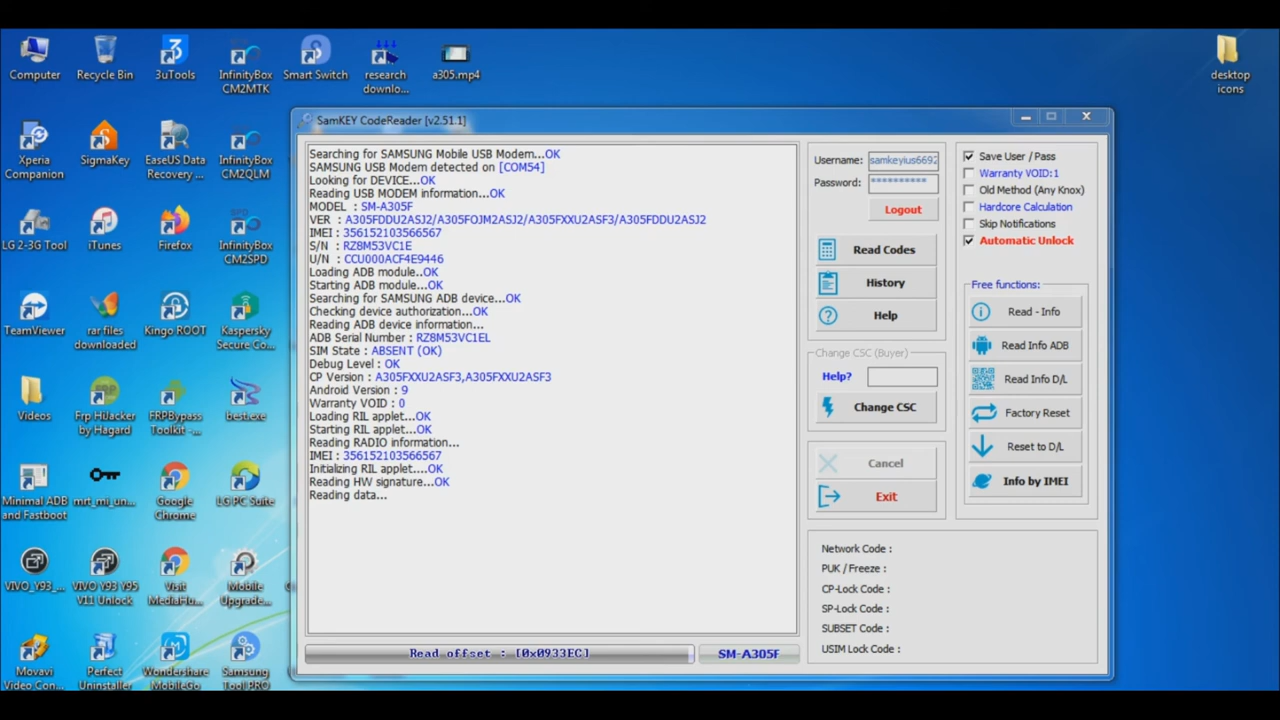 Computer
Recycle Bin
3uTools
InfinityBox
CM2MTK
Smart Switch
research
downlo...
a305.mp4
desktop
icons
Xperia
Companion
SigmaKey
EaseUS Data
Recovery ...
InfinityBox
CM2QLM
LG 2-3G Tool
iTunes
Firefox
InfinityBox
CM2SPD
TeamViewer
rar files
downloaded
Kingo ROOT
Kaspersky
Secure Co...
Videos
Frp HiJacker
by Hagard
FRPBypass
Toolkit -...
best.exe
Minimal ADB
and Fastboot
mrt_mii_un...
Google
Chrome
LG PC Suite
VIVO_Y93_...
VIVO Y93 Y95
V11 Unlock
Visit
MediaHu...
Mobile
Upgrade...
Movavi
Video Con...
Perfect
Uninstaller
Wondershare
MobileGo
Samsung
Tool PRO
SamKEY CodeReader [v2.51.1]
Searching for SAMSUNG Mobile USB Modem...OK
SAMSUNG USB Modem detected on [COM54]
Looking for DEVICE...OK
Reading USB MODEM information...OK
MODEL : SM-A305F
VER : A305FDDU2ASJ2/A305FOJM2ASJ2/A305FXXU2ASF3/A305FDDU2ASJ2
IMEI : 356152103566567
S/N : RZ8M53VC1E
U/N : CCU000ACF4E9446
Loading ADB module..OK
Starting ADB module...OK
Searching for SAMSUNG ADB device...OK
Checking device authorization...OK
Reading ADB device information...
ADB Serial Number : RZ8M53VC1EL
SIM State : ABSENT (OK)
Debug Level : OK
CP Version : A305FXXU2ASF3,A305FXXU2ASF3
Android Version : 9
Warranty VOID : 0
Loading RIL applet...OK
Starting RIL applet...OK
Reading RADIO information...
IMEI : 356152103566567
Initializing RIL applet....OK
Reading HW signature...OK
Reading data...
Read offset : [0x0933EC]
SM-A305F
Username: samkeyius6692
Password: **********
Logout
Read Codes
History
Help
Change CSC (Buyer)
Help?
Change CSC
Cancel
Exit
Save User / Pass
Warranty VOID:1
Old Method (Any Knox)
Hardcore Calculation
Skip Notifications
Automatic Unlock
Free functions:
Read - Info
Read Info ADB
Read Info D/L
Factory Reset
Reset to D/L
Info by IMEI
Network Code :
PUK / Freeze :
CP-Lock Code :
SP-Lock Code :
SUBSET Code :
USIM Lock Code :